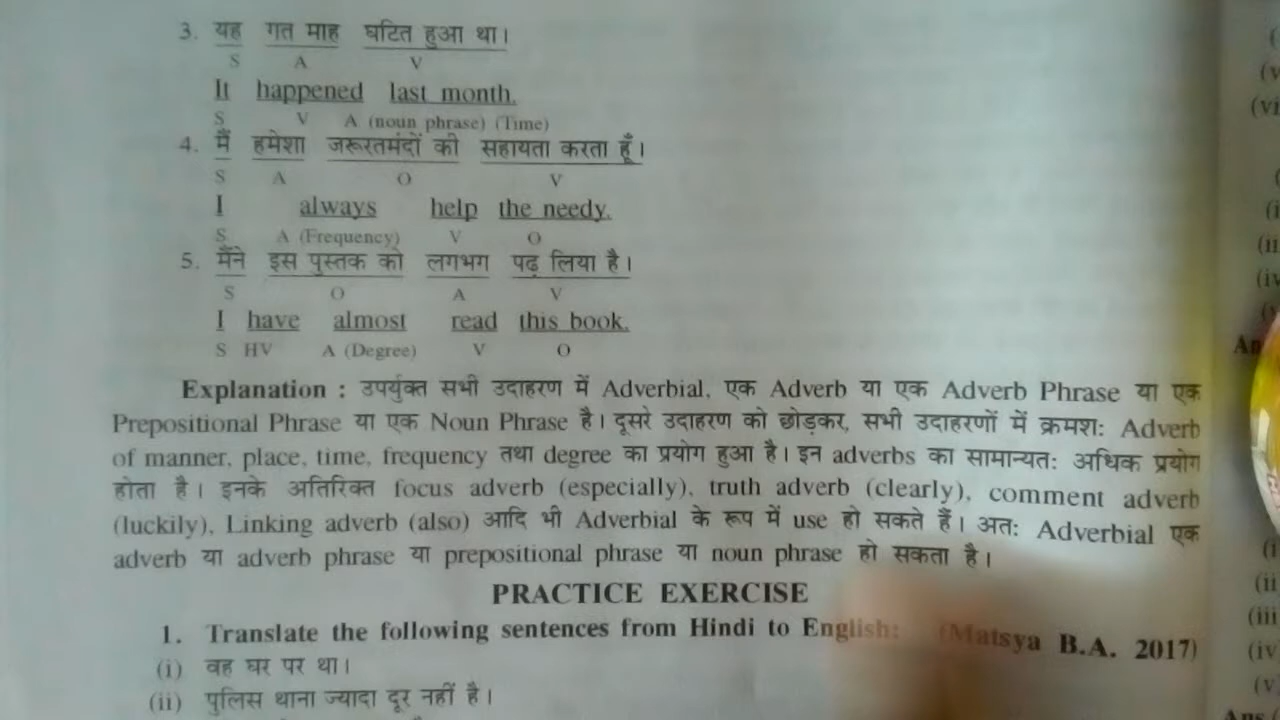 3. यह गत माह घटित हुआ था।
S A V
It happened last month.
S V A (noun phrase) (Time)
4. मैं हमेशा जरूरतमंदों की सहायता करता हूँ।
S A O V
I always help the needy.
S A (Frequency) V O
5. मैंने इस पुस्तक को लगभग पढ़ लिया है।
S O A V
I have almost read this book.
S HV A (Degree) V O
Explanation : उपर्युक्त सभी उदाहरण में Adverbial, एक Adverb या एक Adverb Phrase या एक
Prepositional Phrase या एक Noun Phrase है। दूसरे उदाहरण को छोड़कर, सभी उदाहरणों में क्रमश: Adverb
of manner, place, time, frequency तथा degree का प्रयोग हुआ है। इन adverbs का सामान्यत: अधिक प्रयोग
होता है। इनके अतिरिक्त focus adverb (especially), truth adverb (clearly), comment adverb
(luckily), Linking adverb (also) आदि भी Adverbial के रूप में use हो सकते हैं। अत: Adverbial एक
adverb या adverb phrase या prepositional phrase या noun phrase हो सकता है।
PRACTICE EXERCISE
1. Translate the following sentences from Hindi to English: (Matsya B.A. 2017)
(i) वह घर पर था।
(ii) पुलिस थाना ज्यादा दूर नहीं है।